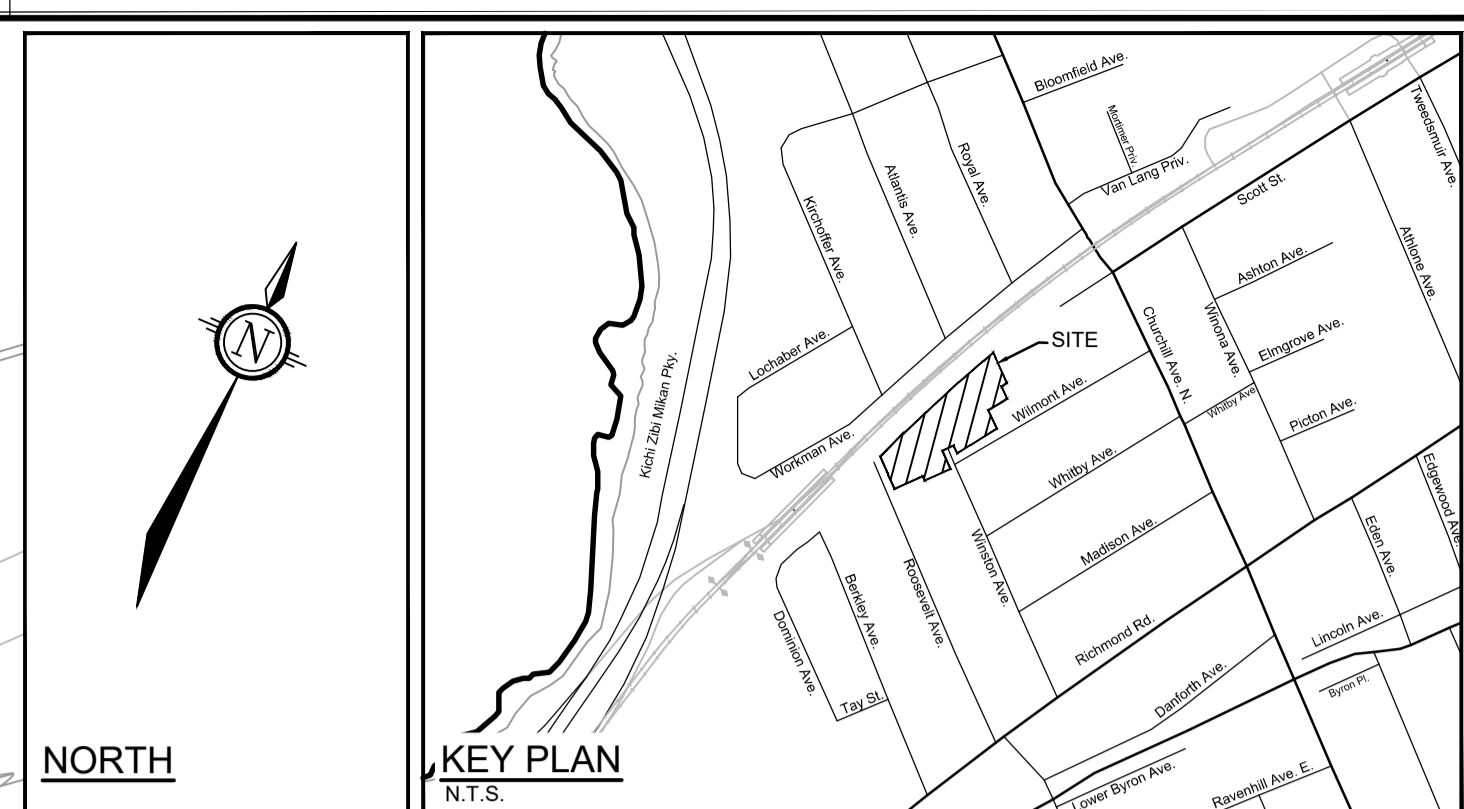 N
NORTH
Bloomfield Ave.
Mortimer Priv.
Van Lang Priv.
Tweedsmuir Ave.
Scott St.
Royal Ave.
Atlantis Ave.
Kirchoffer Ave.
Athlone Ave.
Ashton Ave.
Winona Ave.
Elmgrove Ave.
Churchill Ave. N.
SITE
Lochaber Ave.
Kichi Zibi Mikan Pky.
Wilmont Ave.
Whitby Ave
Picton Ave.
Workman Ave.
Whitby Ave.
Edgewood Ave.
Madison Ave.
Eden Ave.
Winston Ave.
Roosevelt Ave.
Berkley Ave.
Dominion Ave.
Richmond Rd.
Lincoln Ave.
Tay St.
Danforth Ave.
Byron Pl.
KEY PLAN
N.T.S.
Lower Byron Ave.
Ravenhill Ave. E.